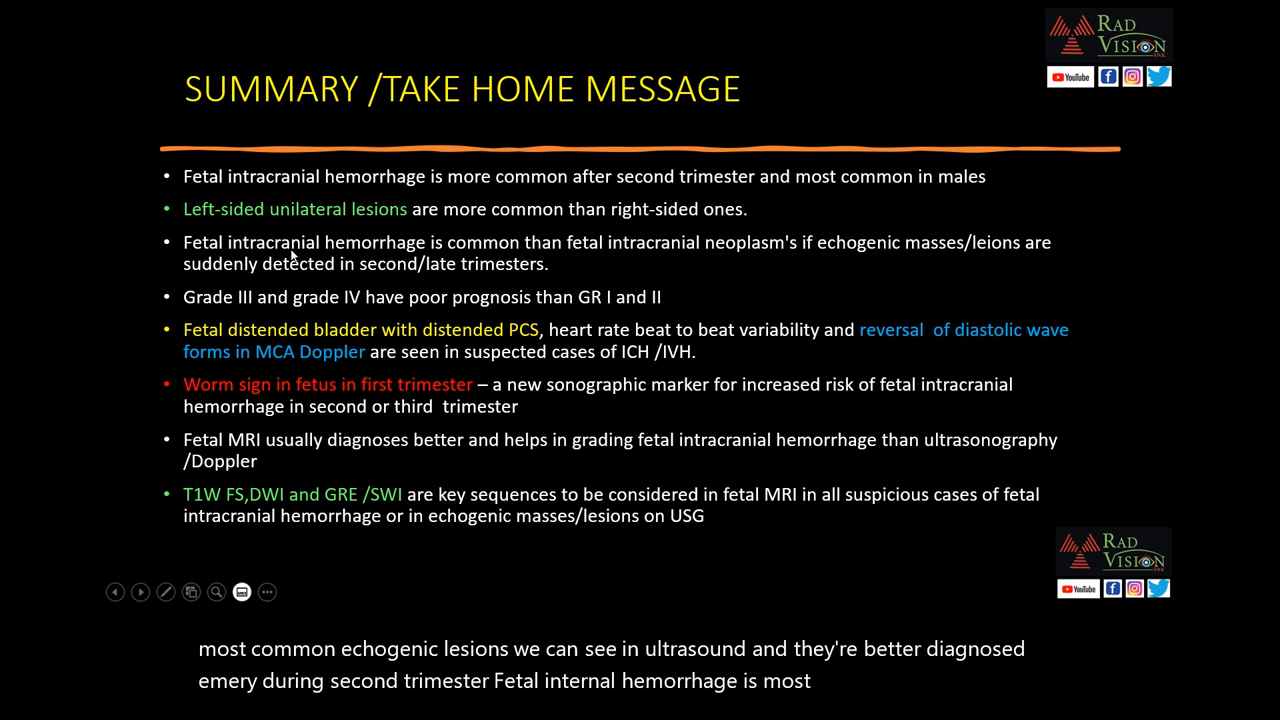 RAD
VISION
SNK
YouTube
SUMMARY /TAKE HOME MESSAGE
• Fetal intracranial hemorrhage is more common after second trimester and most common in males
• Left-sided unilateral lesions are more common than right-sided ones.
• Fetal intracranial hemorrhage is common than fetal intracranial neoplasm's if echogenic masses/leions are
suddenly detected in second/late trimesters.
• Grade III and grade IV have poor prognosis than GR I and II
• Fetal distended bladder with distended PCS, heart rate beat to beat variability and reversal of diastolic wave
forms in MCA Doppler are seen in suspected cases of ICH /IVH.
• Worm sign in fetus in first trimester – a new sonographic marker for increased risk of fetal intracranial
hemorrhage in second or third trimester
• Fetal MRI usually diagnoses better and helps in grading fetal intracranial hemorrhage than ultrasonography
/Doppler
• T1W FS,DWI and GRE /SWI are key sequences to be considered in fetal MRI in all suspicious cases of fetal
intracranial hemorrhage or in echogenic masses/lesions on USG
RAD
VISION
SNK
YouTube
most common echogenic lesions we can see in ultrasound and they're better diagnosed
emery during second trimester Fetal internal hemorrhage is most